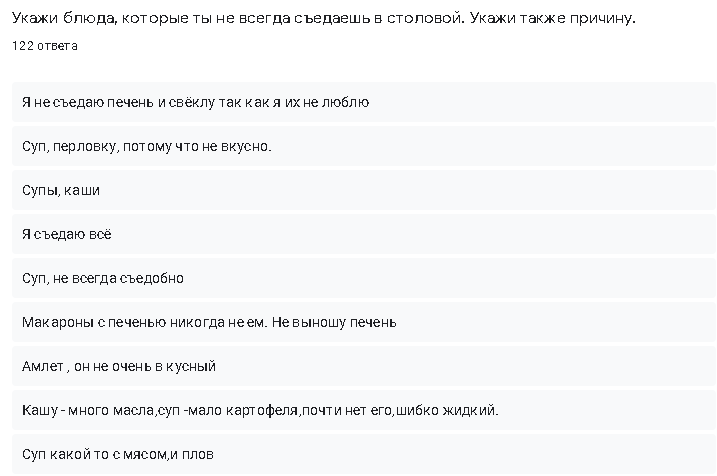 Укажи блюда, которые ты не всегда съедаешь в столовой. Укажи также причину.
122 ответа
Я не съедаю печень и свёклу так как я их не люблю
Суп, перловку, потому что не вкусно.
Супы, каши
Я съедаю всё
Суп, не всегда съедобно
Макароны с печенью никогда не ем. Не выношу печень
Амлет , он не очень вкусный
Кашу - много масла,суп -мало картофеля,почти нет его,шибко жидкий.
Суп какой то с мясом,и плов